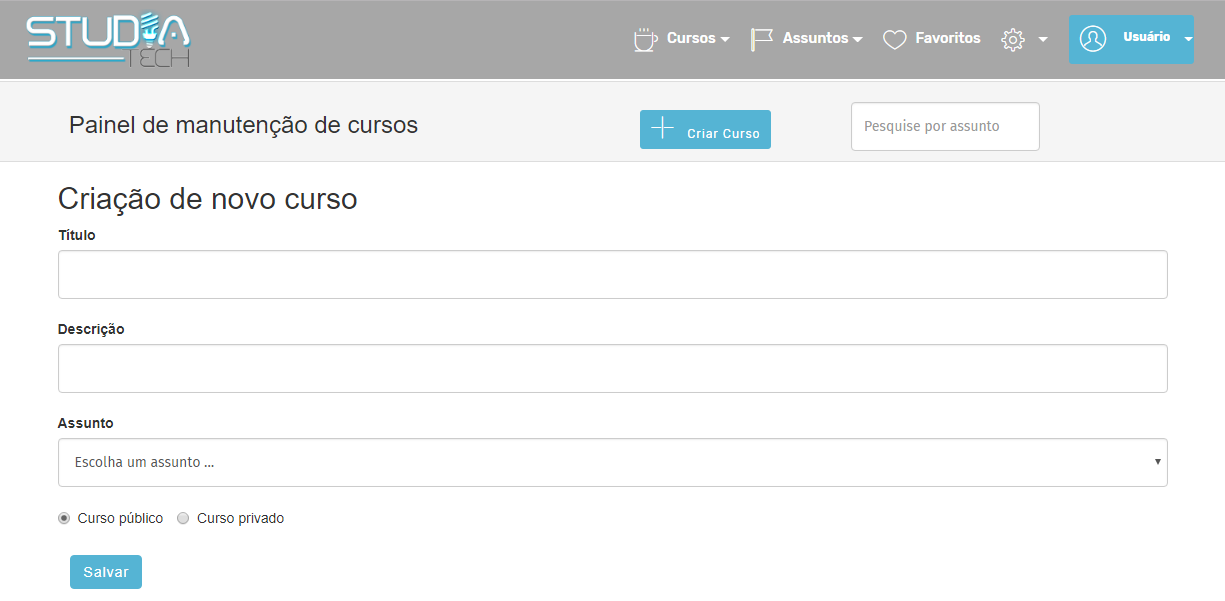 STUDIA
TECH
Cursos
Assuntos
Favoritos
Usuário
Painel de manutenção de cursos
Criar Curso
Pesquise por assunto
Criação de novo curso
Título
Descrição
Assunto
Escolha um assunto ...
Curso público
Curso privado
Salvar